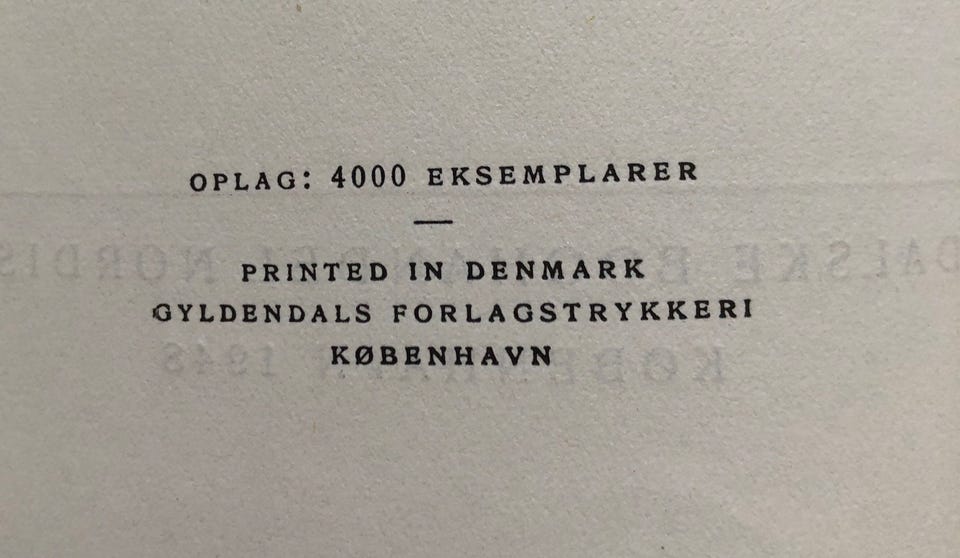 OPLAG: 4000 EKSEMPLARER
PRINTED IN DENMARK
GYLDENDALS FORLAGSTRYKKERI
KØBENHAVN